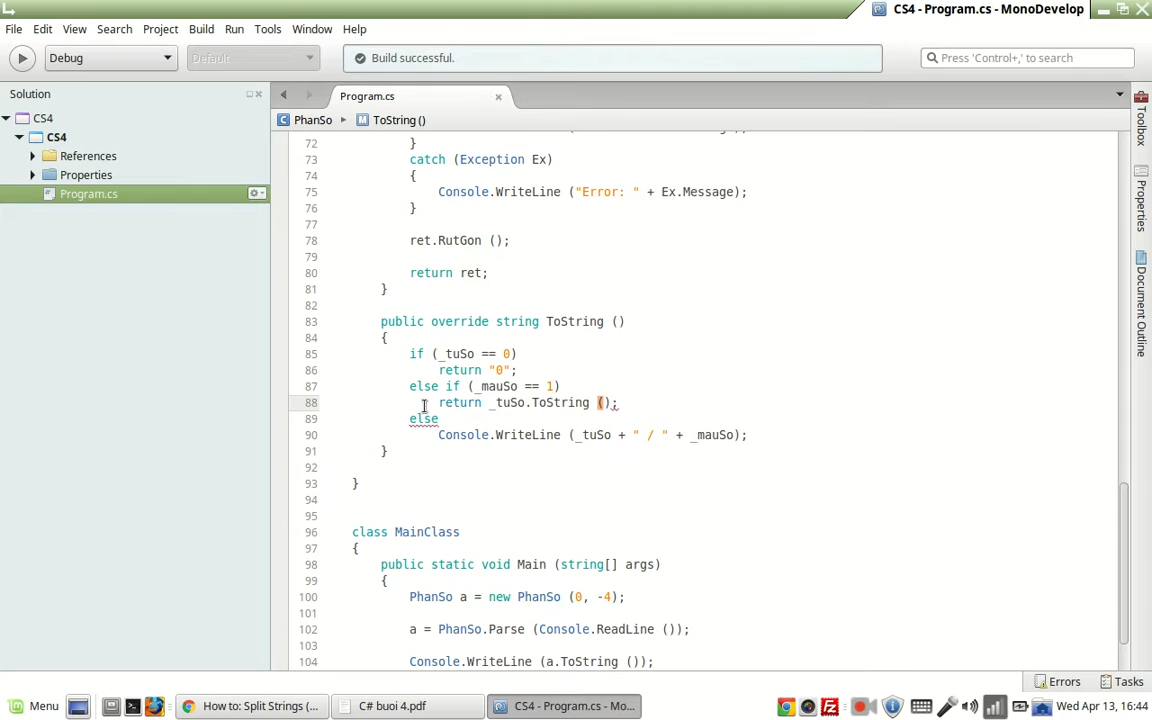 CS4 - Program.cs - MonoDevelop
File Edit View Search Project Build Run Tools Window Help
Debug Default Build successful. Press 'Control+,' to search
Solution
Program.cs
PhanSo ToString ()
CS4
CS4
References
Properties
Program.cs
Toolbox
Properties
Document Outline
72 }
73 catch (Exception Ex)
74 {
75 Console.WriteLine ("Error: " + Ex.Message);
76 }
77
78 ret.RutGon ();
79
80 return ret;
81 }
82
83 public override string ToString ()
84 {
85 if (_tuSo == 0)
86 return "0";
87 else if (_mauSo == 1)
88 return _tuSo.ToString ();
89 else
90 Console.WriteLine (_tuSo + " / " + _mauSo);
91 }
92
93 }
94
95
96 class MainClass
97 {
98 public static void Main (string[] args)
99 {
100 PhanSo a = new PhanSo (0, -4);
101
102 a = PhanSo.Parse (Console.ReadLine ());
103
104 Console.WriteLine (a.ToString ());
Errors Tasks
Menu How to: Split Strings (... C# buoi 4.pdf CS4 - Program.cs - Mo... Wed Apr 13, 16:44